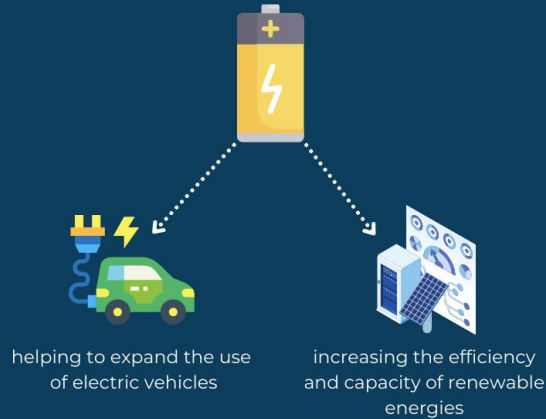 helping to expand the use
of electric vehicles
increasing the efficiency
and capacity of renewable
energies